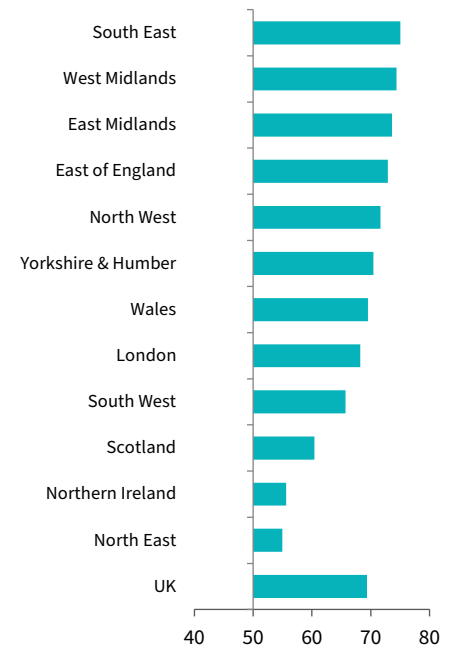 South East
West Midlands
East Midlands
East of England
North West
Yorkshire & Humber
Wales
London
South West
Scotland
Northern Ireland
North East
UK
40 50 60 70 80